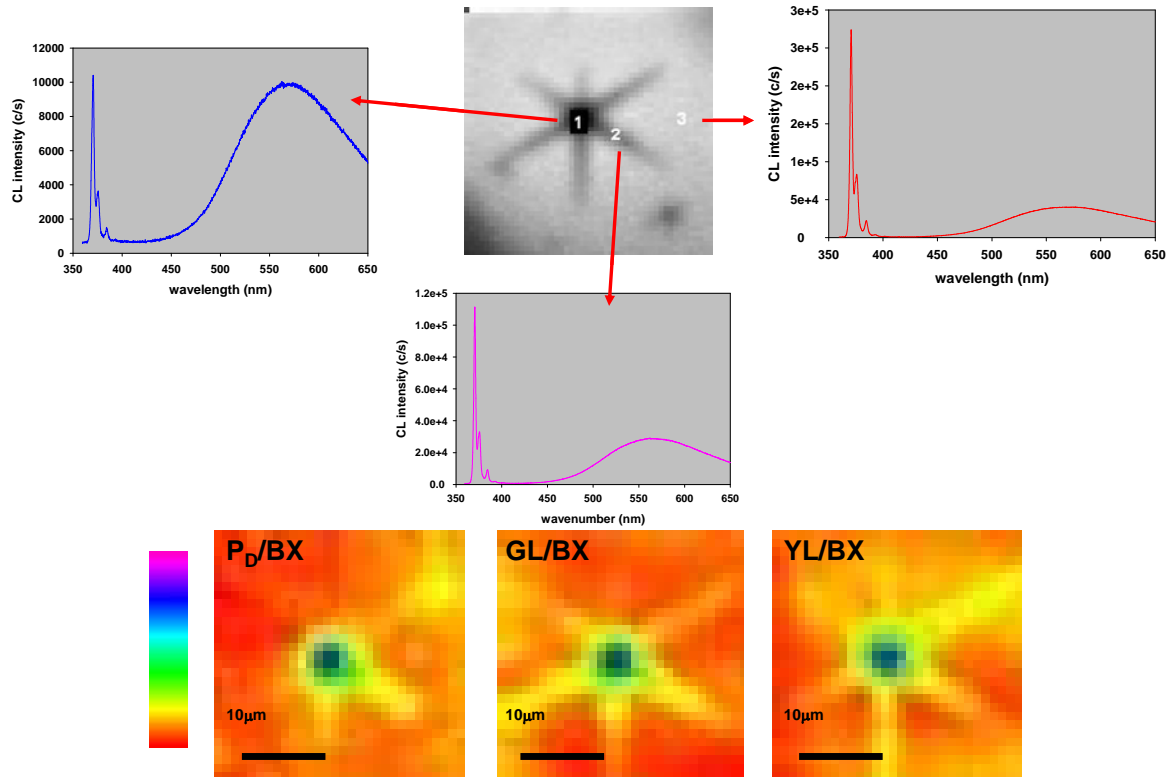 12000
10000
8000
6000
4000
2000
0
350 400 450 500 550 600 650
CL intensity (c/s)
wavelength (nm)
1
2
3
3e+5
3e+5
2e+5
2e+5
1e+5
5e+4
0
350 400 450 500 550 600 650
CL intensity (c/s)
wavelength (nm)
1.2e+5
1.0e+5
8.0e+4
6.0e+4
4.0e+4
2.0e+4
0.0
350 400 450 500 550 600 650
CL intensity (c/s)
wavenumber (nm)
P_D/BX
10μm
GL/BX
10μm
YL/BX
10μm